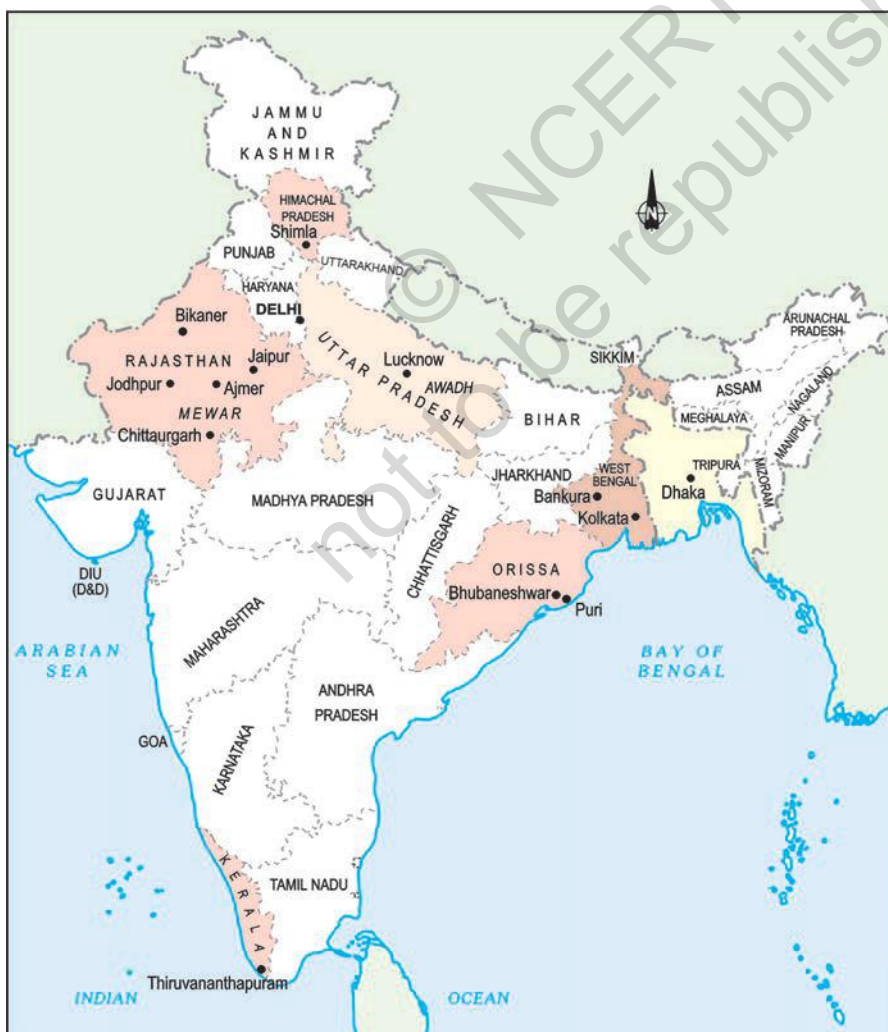 © NCERT
not to be republish
JAMMU
AND
KASHMIR
HIMACHAL
PRADESH
Shimla
N
PUNJAB
UTTARAKHAND
HARYANA
DELHI
ARUNACHAL
PRADESH
Bikaner
UTTAR PRADESH
SIKKIM
RAJASTHAN
Jaipur
Lucknow
Jodhpur
Ajmer
AWADH
ASSAM
NAGALAND
MEWAR
BIHAR
MEGHALAYA
MANIPUR
Chittaurgarh
JHARKHAND
WEST
BENGAL
TRIPURA
MIZORAM
GUJARAT
MADHYA PRADESH
Bankura
Dhaka
Kolkata
CHHATTISGARH
DIU
(D&D)
ORISSA
Bhubaneshwar
Puri
MAHARASHTRA
ARABIAN
SEA
BAY OF
BENGAL
ANDHRA
PRADESH
GOA
KARNATAKA
KERALA
TAMIL NADU
Thiruvananthapuram
INDIAN
OCEAN